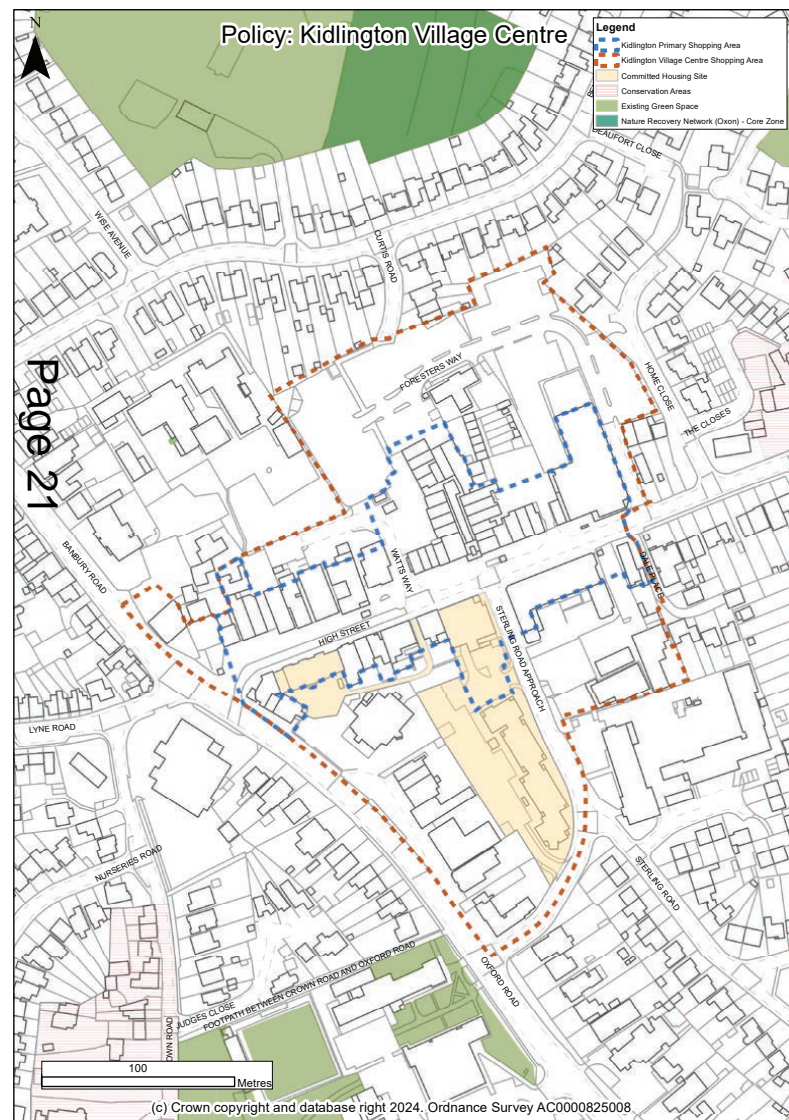 N
Policy: Kidlington Village Centre
Legend
Kidlington Primary Shopping Area
Kidlington Village Centre Shopping Area
Committed Housing Site
Conservation Areas
Existing Green Space
Nature Recovery Network (Oxon) - Core Zone
BEAUFORT CLOSE
WISE AVENUE
CURTIS ROAD
Page 21
FORESTERS WAY
HOME CLOSE
THE CLOSES
BANBURY ROAD
WATTS WAY
DALE PLACE
HIGH STREET
STERLING ROAD APPROACH
LYNE ROAD
NURSERIES ROAD
STERLING ROAD
OXFORD ROAD
FOOTPATH BETWEEN CROWN ROAD AND OXFORD ROAD
JUDGES CLOSE
OWN ROAD
100
Metres
(c) Crown copyright and database right 2024. Ordnance Survey AC0000825008